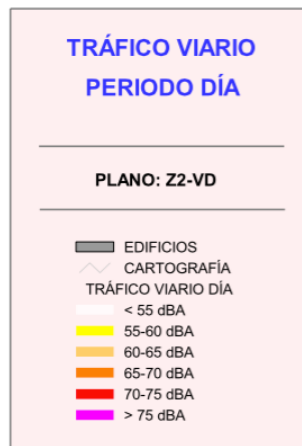 TRÁFICO VIARIO
PERIODO DÍA
PLANO: Z2-VD
EDIFICIOS
CARTOGRAFÍA
TRÁFICO VIARIO DÍA
< 55 dBA
55-60 dBA
60-65 dBA
65-70 dBA
70-75 dBA
> 75 dBA